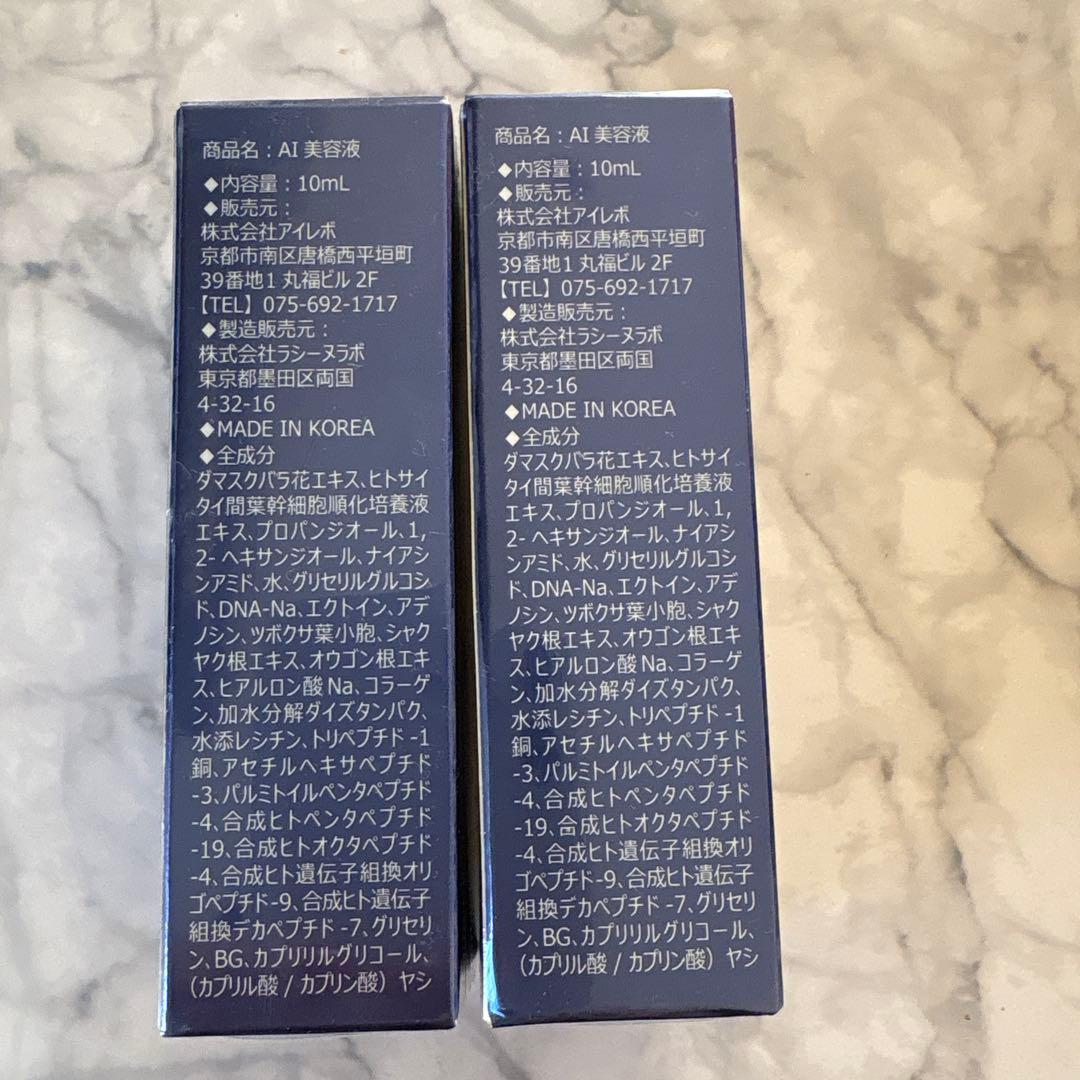 商品名：AI 美容液
◆内容量：10mL
◆販売元：
株式会社アイレボ
京都市南区唐橋西平垣町
39番地1 丸福ビル 2F
【TEL】075-692-1717
◆製造販売元：
株式会社ラシーヌラボ
東京都墨田区両国
4-32-16
◆MADE IN KOREA
◆全成分
ダマスクバラ花エキス、ヒトサイ
タイ間葉幹細胞順化培養液
エキス、プロパンジオール、1,
2- ヘキサンジオール、ナイアシ
ンアミド、水、グリセリルグルコシ
ド、DNA-Na、エクトイン、アデ
ノシン、ツボクサ葉小胞、シャク
ヤク根エキス、オウゴン根エキ
ス、ヒアルロン酸Na、コラーゲ
ン、加水分解ダイズタンパク、
水添レシチン、トリペプチド -1
銅、アセチルヘキサペプチド
-3、パルミトイルペンタペプチド
-4、合成ヒトペンタペプチド
-19、合成ヒトオクタペプチド
-4、合成ヒト遺伝子組換オリ
ゴペプチド-9、合成ヒト遺伝子
組換デカペプチド -7、グリセリ
ン、BG、カプリリルグリコール、
（カプリル酸 / カプリン酸）ヤシ
商品名：AI 美容液
◆内容量：10mL
◆販売元：
株式会社アイレボ
京都市南区唐橋西平垣町
39番地1 丸福ビル 2F
【TEL】075-692-1717
◆製造販売元：
株式会社ラシーヌラボ
東京都墨田区両国
4-32-16
◆MADE IN KOREA
◆全成分
ダマスクバラ花エキス、ヒトサイ
タイ間葉幹細胞順化培養液
エキス、プロパンジオール、1,
2- ヘキサンジオール、ナイアシ
ンアミド、水、グリセリルグルコシ
ド、DNA-Na、エクトイン、アデ
ノシン、ツボクサ葉小胞、シャク
ヤク根エキス、オウゴン根エキ
ス、ヒアルロン酸Na、コラーゲ
ン、加水分解ダイズタンパク、
水添レシチン、トリペプチド -1
銅、アセチルヘキサペプチド
-3、パルミトイルペンタペプチド
-4、合成ヒトペンタペプチド
-19、合成ヒトオクタペプチド
-4、合成ヒト遺伝子組換オリ
ゴペプチド-9、合成ヒト遺伝子
組換デカペプチド -7、グリセリ
ン、BG、カプリリルグリコール、
（カプリル酸 / カプリン酸）ヤシ